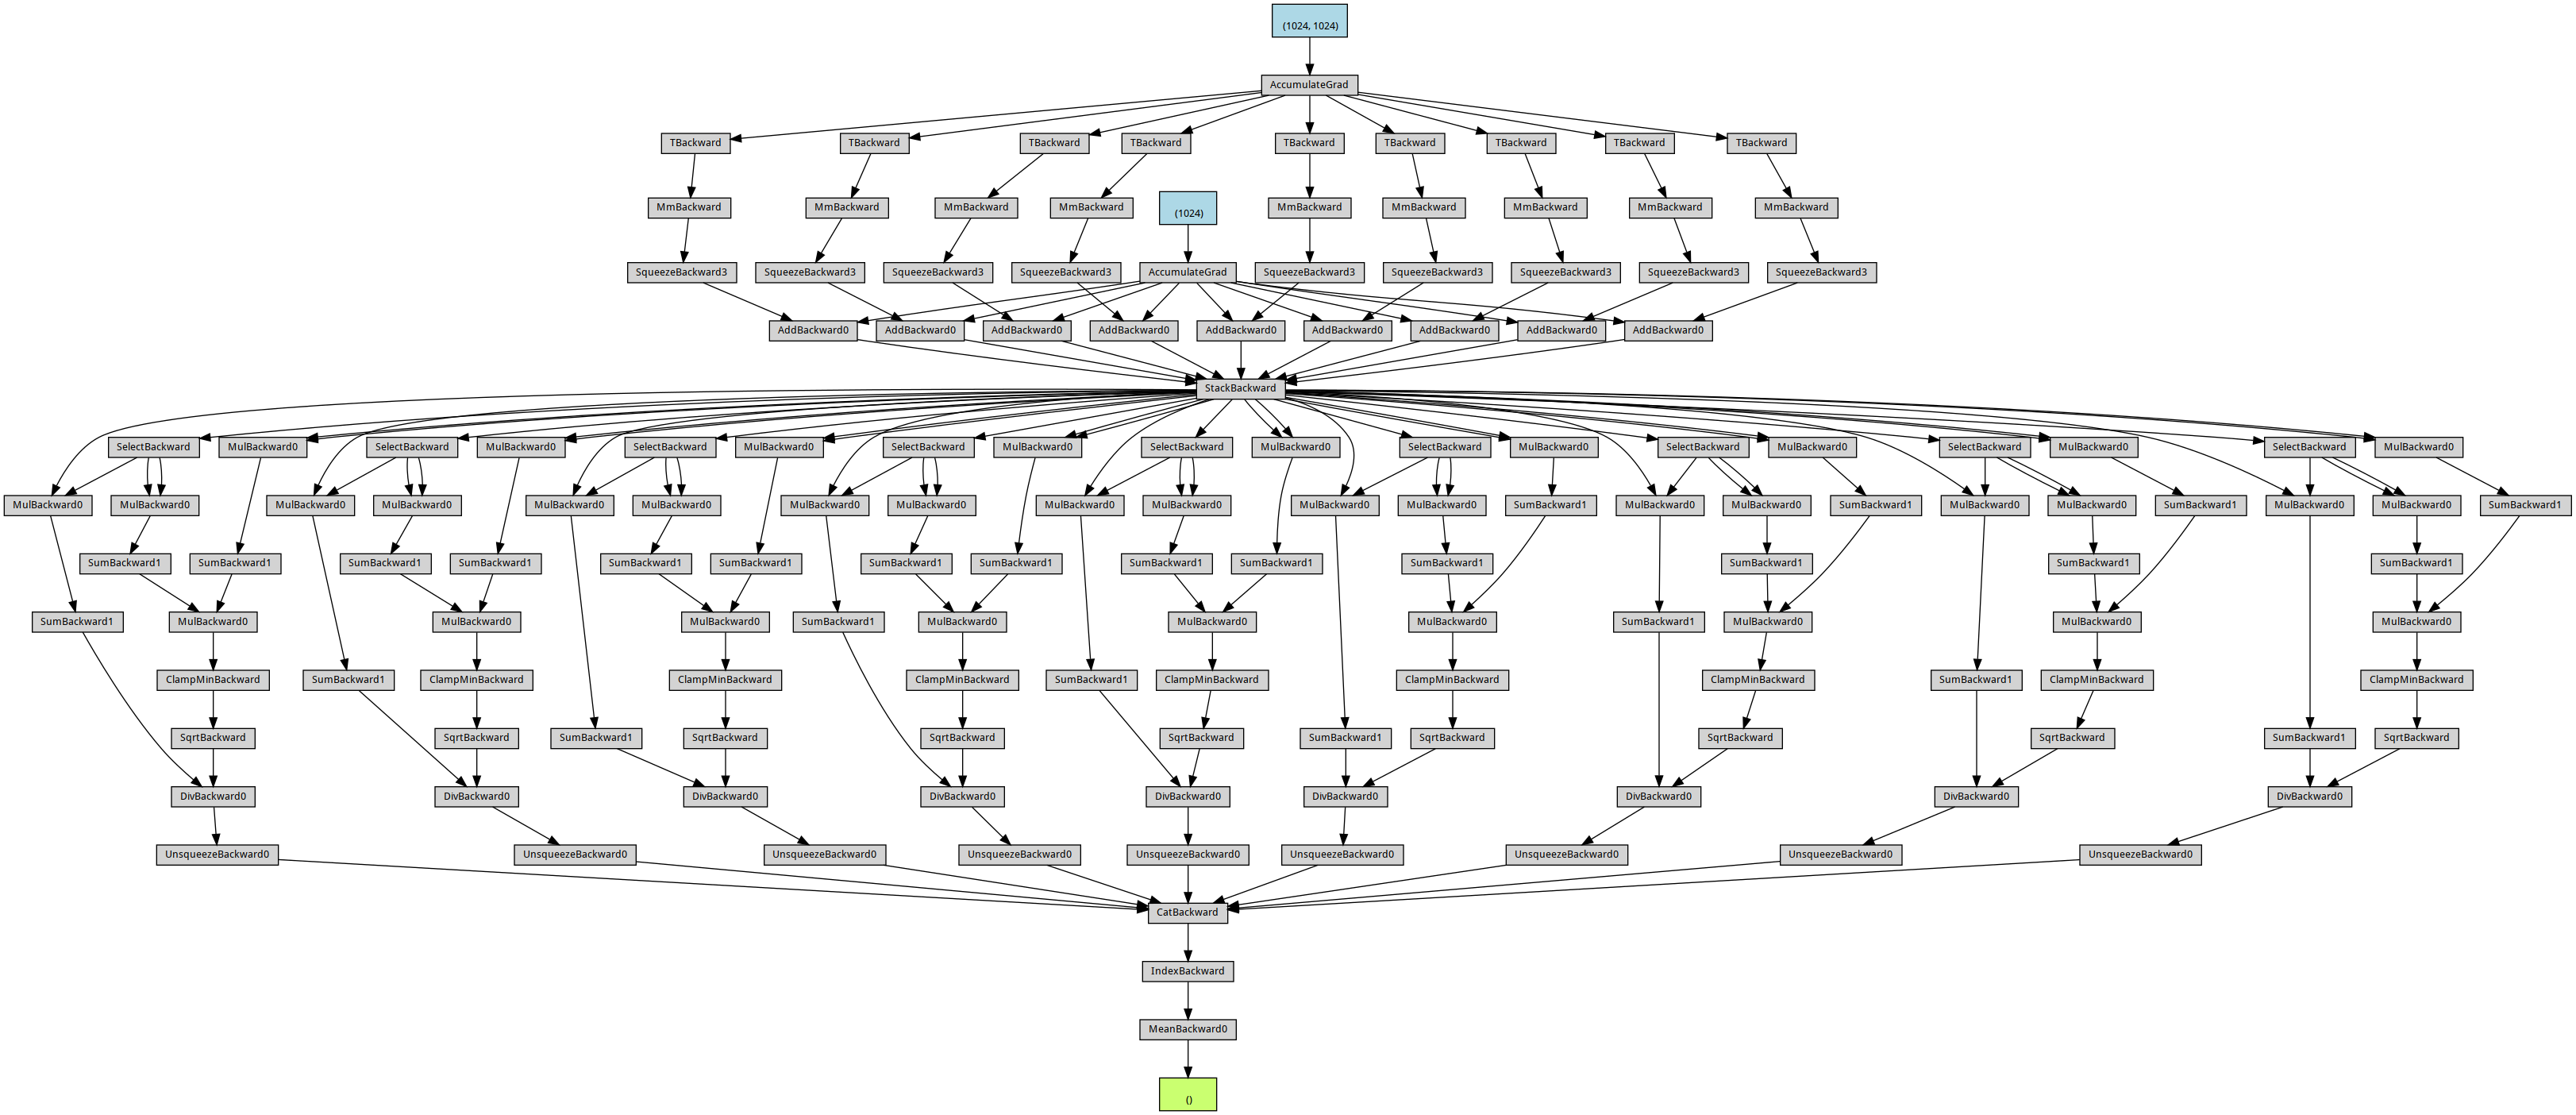 (1024, 1024)
AccumulateGrad
TBackward TBackward TBackward TBackward TBackward TBackward TBackward TBackward TBackward
MmBackward MmBackward MmBackward MmBackward (1024) MmBackward MmBackward MmBackward MmBackward MmBackward
SqueezeBackward3 SqueezeBackward3 SqueezeBackward3 SqueezeBackward3 AccumulateGrad SqueezeBackward3 SqueezeBackward3 SqueezeBackward3 SqueezeBackward3 SqueezeBackward3
AddBackward0 AddBackward0 AddBackward0 AddBackward0 AddBackward0 AddBackward0 AddBackward0 AddBackward0 AddBackward0
StackBackward
SelectBackward MulBackward0 SelectBackward MulBackward0 SelectBackward MulBackward0 SelectBackward MulBackward0 SelectBackward MulBackward0 SelectBackward MulBackward0 SelectBackward MulBackward0 SelectBackward MulBackward0 SelectBackward MulBackward0
MulBackward0 MulBackward0 MulBackward0 MulBackward0 MulBackward0 MulBackward0 MulBackward0 MulBackward0 MulBackward0 MulBackward0 MulBackward0 MulBackward0 SumBackward1 MulBackward0 MulBackward0 SumBackward1 MulBackward0 MulBackward0 SumBackward1 MulBackward0 MulBackward0 SumBackward1
SumBackward1 SumBackward1 SumBackward1 SumBackward1 SumBackward1 SumBackward1 SumBackward1 SumBackward1 SumBackward1 SumBackward1 SumBackward1 SumBackward1 SumBackward1 SumBackward1
SumBackward1 MulBackward0 MulBackward0 MulBackward0 SumBackward1 MulBackward0 MulBackward0 MulBackward0 SumBackward1 MulBackward0 MulBackward0 MulBackward0
ClampMinBackward SumBackward1 ClampMinBackward ClampMinBackward ClampMinBackward SumBackward1 ClampMinBackward ClampMinBackward ClampMinBackward SumBackward1 ClampMinBackward ClampMinBackward
SqrtBackward SqrtBackward SumBackward1 SqrtBackward SqrtBackward SqrtBackward SumBackward1 SqrtBackward SqrtBackward SqrtBackward SumBackward1 SqrtBackward
DivBackward0 DivBackward0 DivBackward0 DivBackward0 DivBackward0 DivBackward0 DivBackward0 DivBackward0 DivBackward0
UnsqueezeBackward0 UnsqueezeBackward0 UnsqueezeBackward0 UnsqueezeBackward0 UnsqueezeBackward0 UnsqueezeBackward0 UnsqueezeBackward0 UnsqueezeBackward0 UnsqueezeBackward0
CatBackward
IndexBackward
MeanBackward0
()